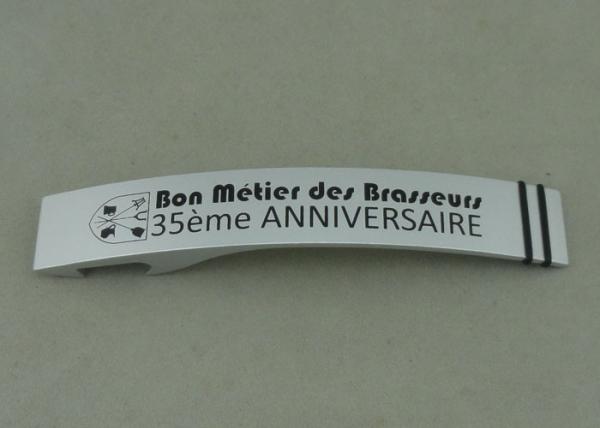 Bon Métier des Brasseurs
35ème ANNIVERSAIRE